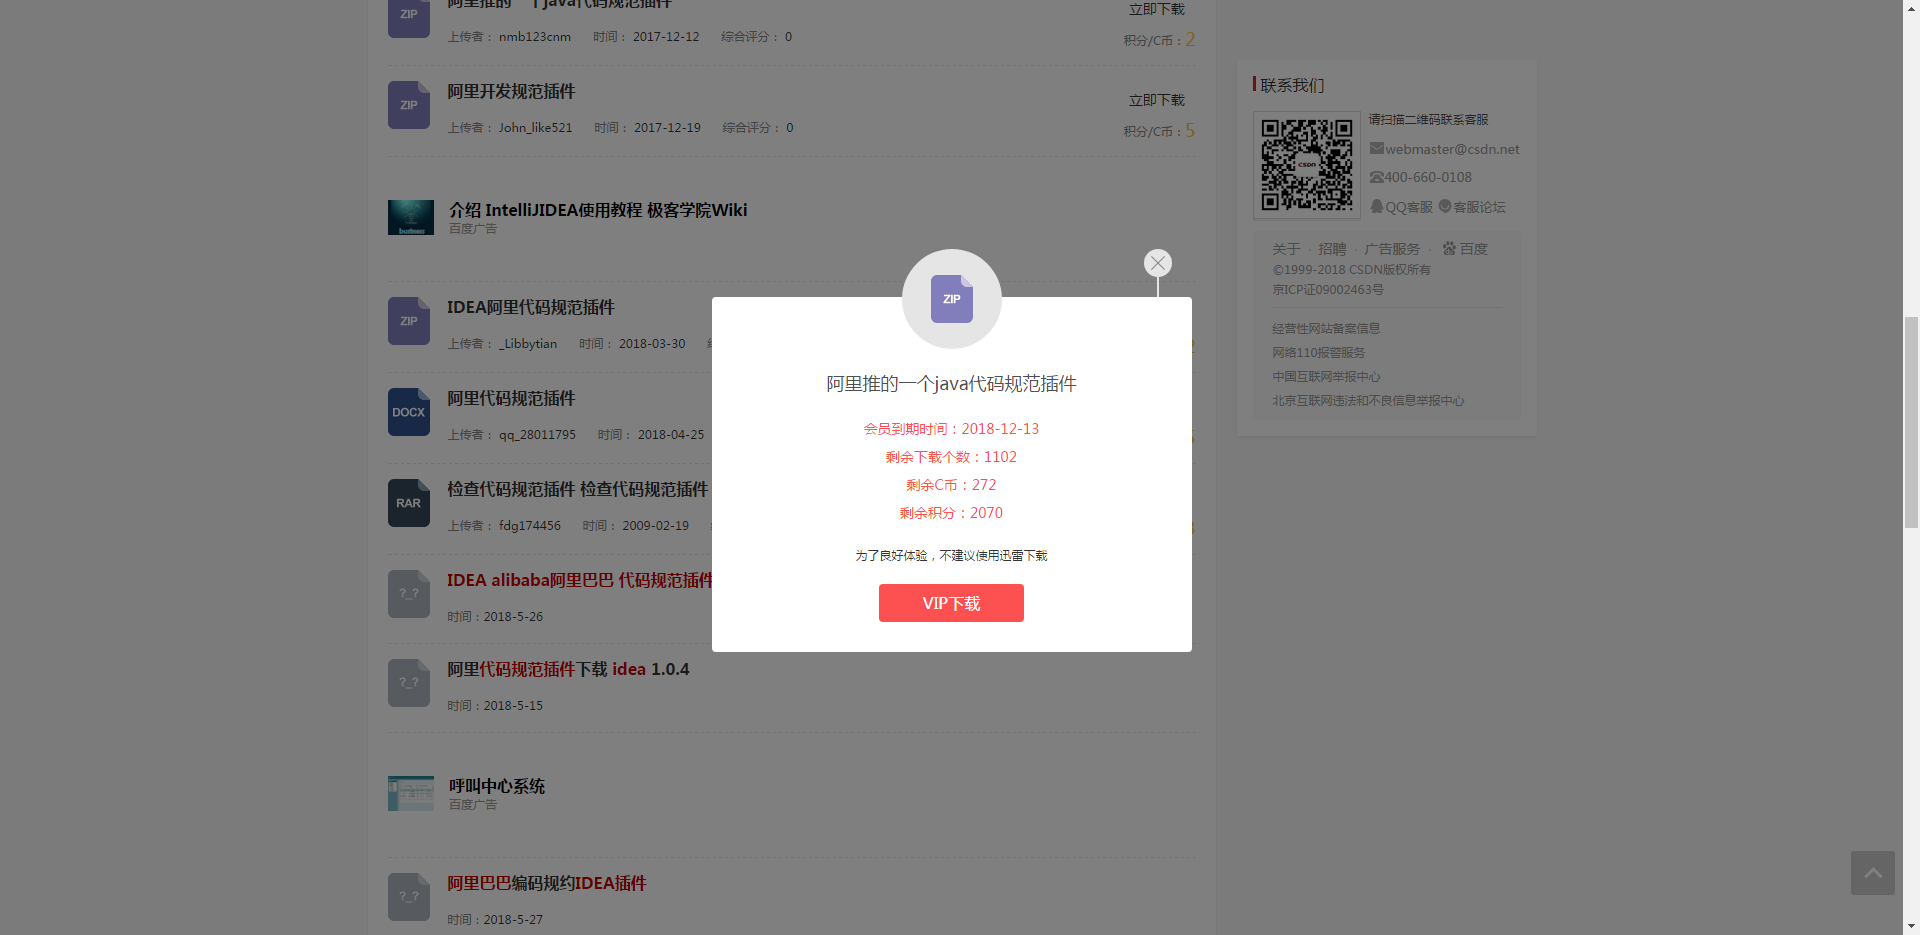 阿里推的一个java代码规范插件
ZIP
立即下载
上传者： nmb123cnm 时间： 2017-12-12 综合评分： 0
积分/C币：2
阿里开发规范插件
ZIP
立即下载
上传者： John_like521 时间： 2017-12-19 综合评分： 0
积分/C币：5
介绍 IntelliJIDEA使用教程 极客学院Wiki
business
百度广告
IDEA阿里代码规范插件
ZIP
上传者： _Libbytian 时间： 2018-03-30
阿里代码规范插件
DOCX
上传者： qq_28011795 时间： 2018-04-25
检查代码规范插件 检查代码规范插件
RAR
上传者： fdg174456 时间： 2009-02-19
IDEA alibaba阿里巴巴 代码规范插件
?_?
时间：2018-5-26
阿里代码规范插件下载 idea 1.0.4
?_?
时间：2018-5-15
呼叫中心系统
百度广告
阿里巴巴编码规约IDEA插件
?_?
时间：2018-5-27
ZIP
阿里推的一个java代码规范插件
会员到期时间：2018-12-13
剩余下载个数：1102
剩余C币：272
剩余积分：2070
为了良好体验，不建议使用迅雷下载
VIP下载
联系我们
请扫描二维码联系客服
CSDN
webmaster@csdn.net
400-660-0108
QQ客服 客服论坛
关于 · 招聘 · 广告服务 · 百度
©1999-2018 CSDN版权所有
京ICP证09002463号
经营性网站备案信息
网络110报警服务
中国互联网举报中心
北京互联网违法和不良信息举报中心